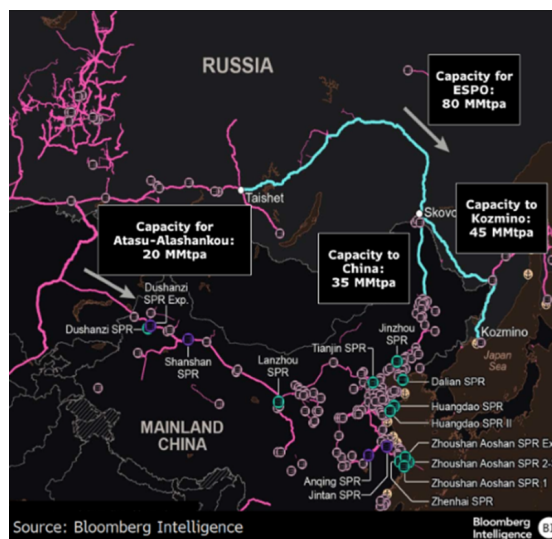 RUSSIA
Capacity for
ESPO:
80 MMtpa
Taishet
Skovo
Capacity to
Kozmino:
45 MMtpa
Capacity for
Atasu-Alashankou:
20 MMtpa
Capacity to
China:
35 MMtpa
Dushanzi
SPR Exp.
Dushanzi SPR
Shanshan
SPR
Lanzhou
SPR
Jinzhou
SPR
Tianjin SPR
Kozmino
Japan
Sea
Dalian SPR
Huangdao SPR
Huangdao SPR II
MAINLAND
CHINA
Zhoushan Aoshan SPR Ex
Zhoushan Aoshan SPR 2-
Zhoushan Aoshan SPR 1
Anqing SPR
Jintan SPR
Zhenhai SPR
Source: Bloomberg Intelligence
Bloomberg
Intelligence
BI